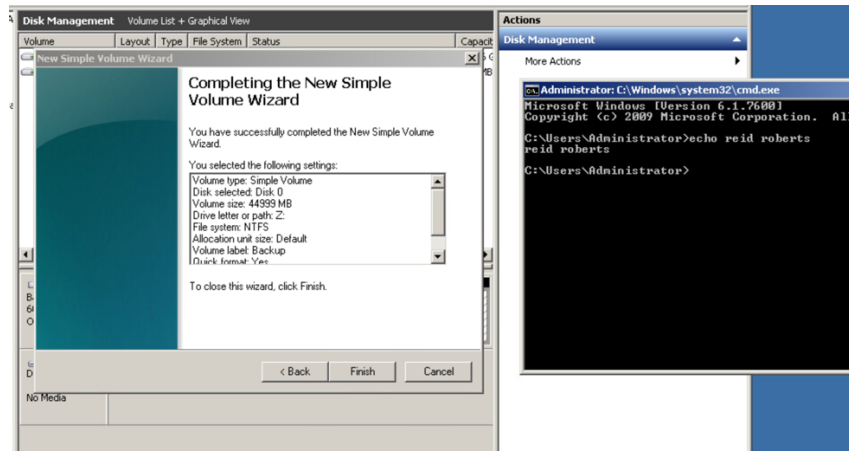 Disk Management Volume List + Graphical View
Actions
Volume Layout Type File System Status Capacit
Disk Management
New Simple Volume Wizard
More Actions
Completing the New Simple
Volume Wizard
You have successfully completed the New Simple Volume
Wizard.
You selected the following settings:
Volume type: Simple Volume
Disk selected: Disk 0
Volume size: 44999 MB
Drive letter or path: Z:
File system: NTFS
Allocation unit size: Default
Volume label: Backup
Quick format: Yes
To close this wizard, click Finish.
< Back Finish Cancel
No Media
Administrator: C:\Windows\system32\cmd.exe
Microsoft Windows [Version 6.1.7600]
Copyright (c) 2009 Microsoft Corporation. All
C:\Users\Administrator>echo reid roberts
reid roberts
C:\Users\Administrator>